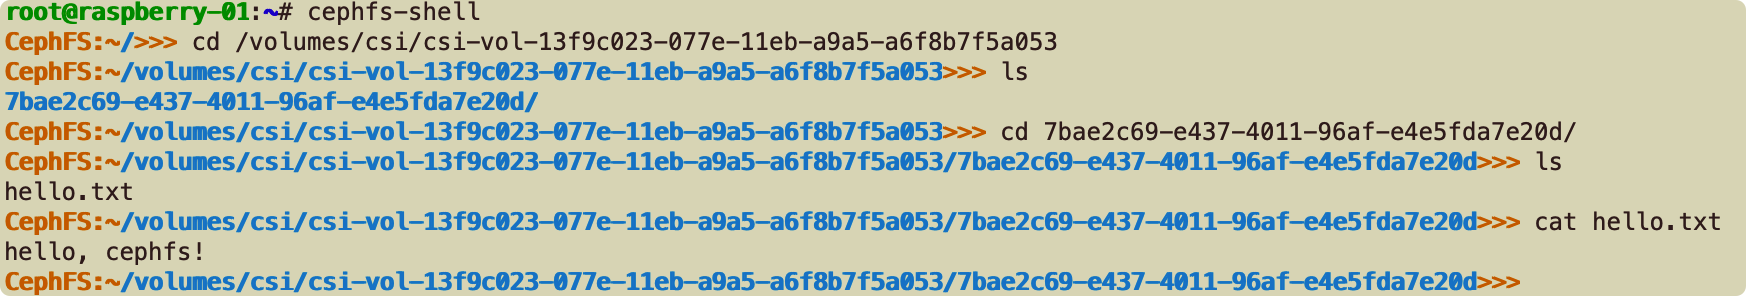 root@raspberry-01:~# cephfs-shell
CephFS:~/>>> cd /volumes/csi/csi-vol-13f9c023-077e-11eb-a9a5-a6f8b7f5a053
CephFS:~/volumes/csi/csi-vol-13f9c023-077e-11eb-a9a5-a6f8b7f5a053>>> ls
7bae2c69-e437-4011-96af-e4e5fda7e20d/
CephFS:~/volumes/csi/csi-vol-13f9c023-077e-11eb-a9a5-a6f8b7f5a053>>> cd 7bae2c69-e437-4011-96af-e4e5fda7e20d/
CephFS:~/volumes/csi/csi-vol-13f9c023-077e-11eb-a9a5-a6f8b7f5a053/7bae2c69-e437-4011-96af-e4e5fda7e20d>>> ls
hello.txt
CephFS:~/volumes/csi/csi-vol-13f9c023-077e-11eb-a9a5-a6f8b7f5a053/7bae2c69-e437-4011-96af-e4e5fda7e20d>>> cat hello.txt
hello, cephfs!
CephFS:~/volumes/csi/csi-vol-13f9c023-077e-11eb-a9a5-a6f8b7f5a053/7bae2c69-e437-4011-96af-e4e5fda7e20d>>>